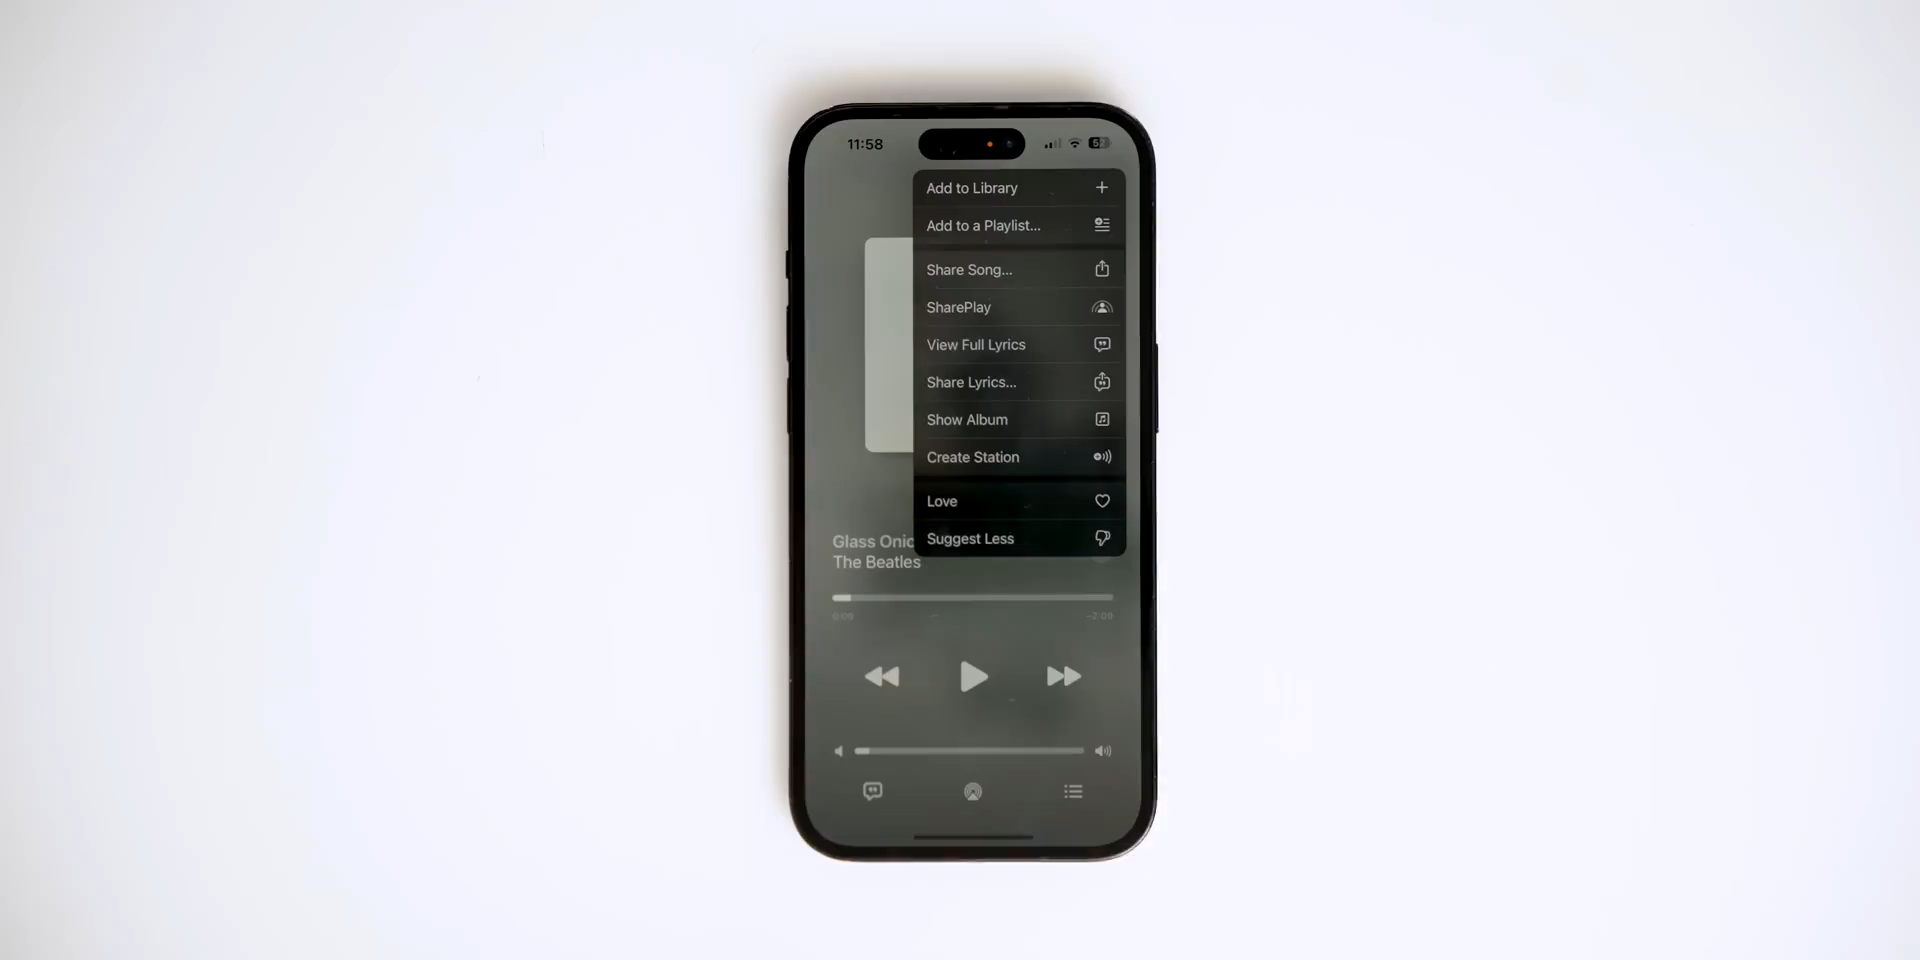 11:58
Add to Library
Add to a Playlist...
Share Song...
SharePlay
View Full Lyrics
Share Lyrics...
Show Album
Create Station
Love
Suggest Less
Glass Onio
The Beatles